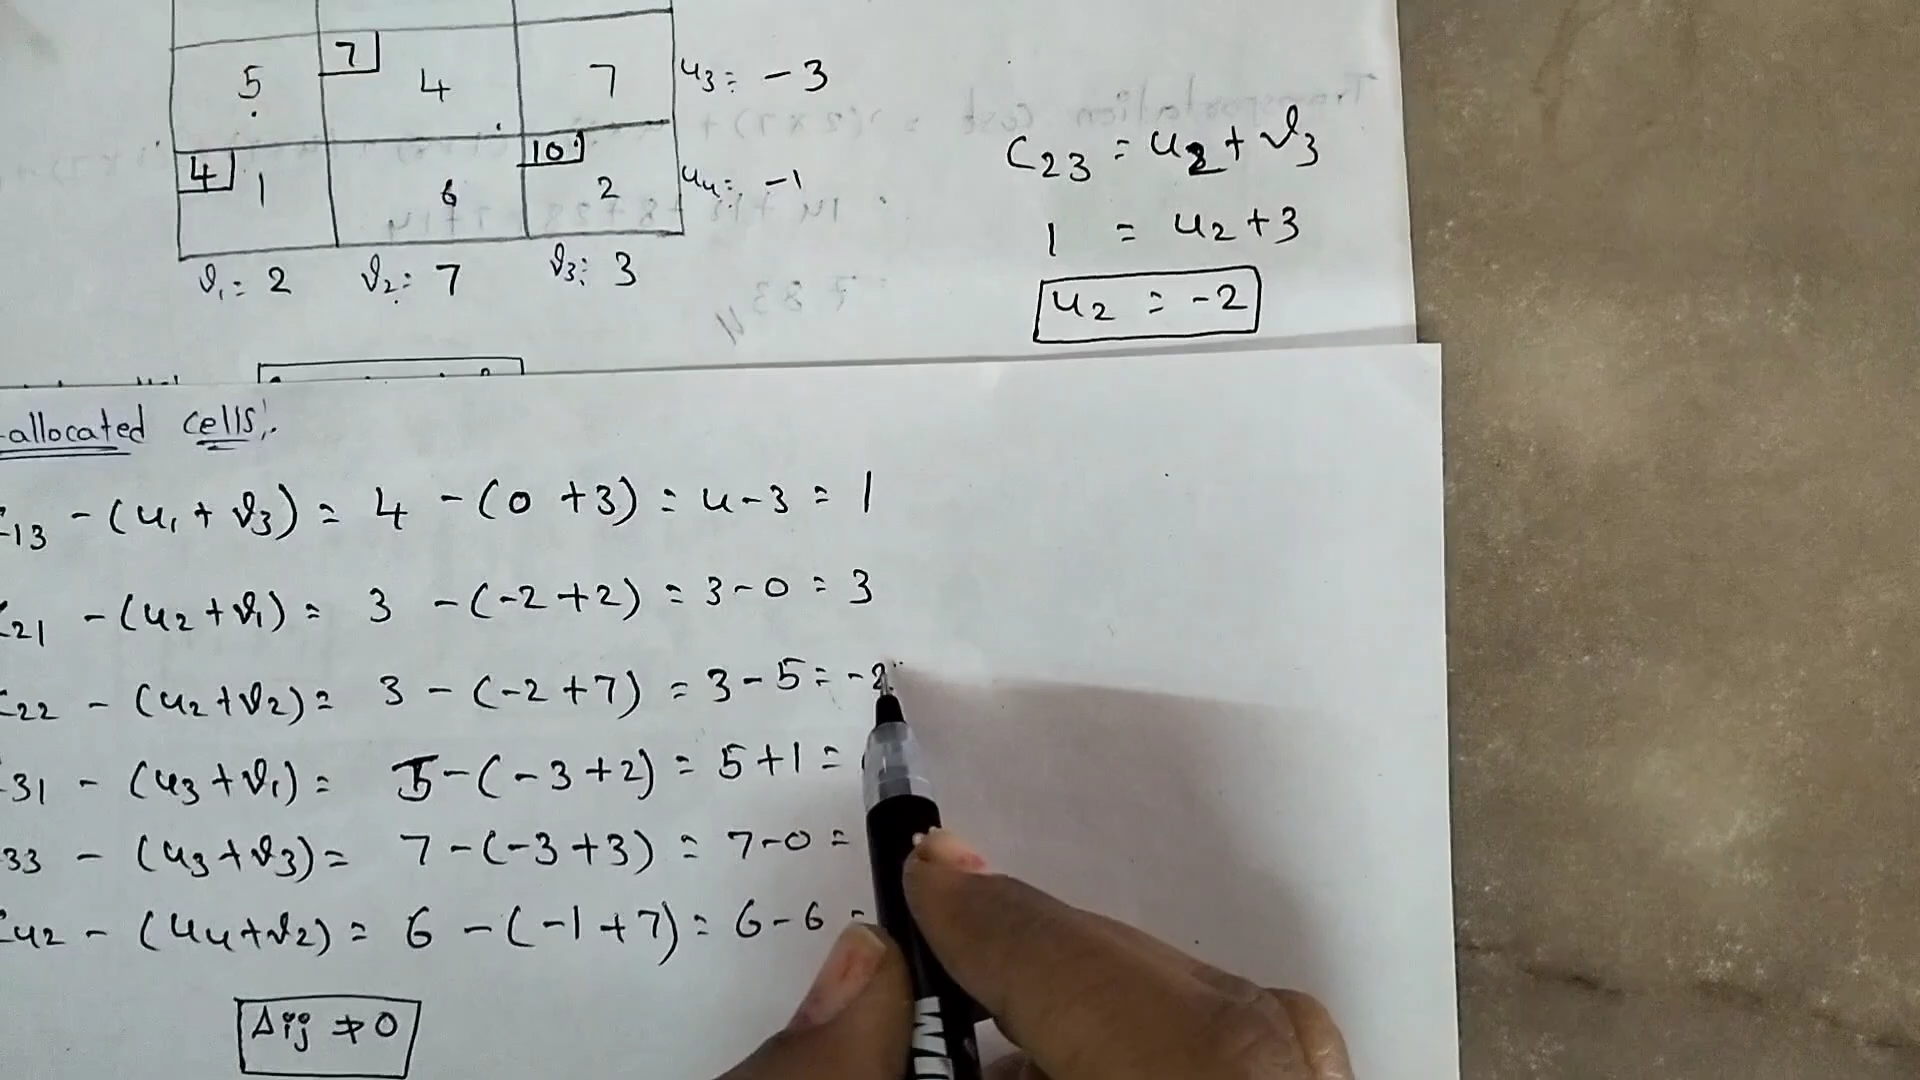 7
5 4 7 u3 = -3
4 10
1 6 2 u4 = -1
v1 = 2 v2 = 7 v3 = 3
C23 = u2 + v3
1 = u2 + 3
u2 = -2
-allocated cells:
C13 - (u1 + v3) = 4 - (0 + 3) = 4 - 3 = 1
C21 - (u2 + v1) = 3 - (-2 + 2) = 3 - 0 = 3
C22 - (u2 + v2) = 3 - (-2 + 7) = 3 - 5 = -2
31 - (u3 + v1) = 5 - (-3 + 2) = 5 + 1 =
33 - (u3 + v3) = 7 - (-3 + 3) = 7 - 0 =
C42 - (u4 + v2) = 6 - (-1 + 7) = 6 - 6 =
Δij ≯ 0